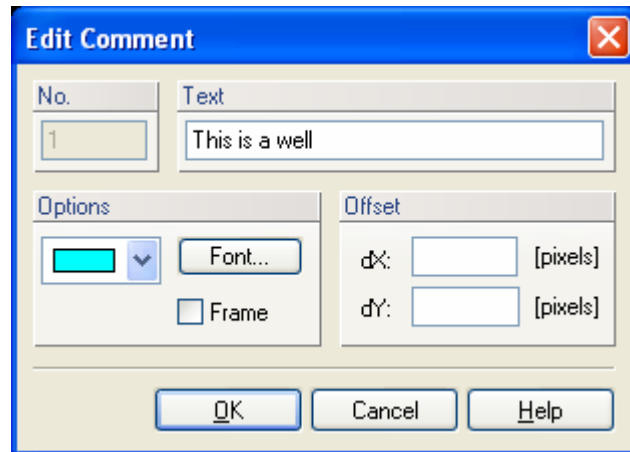 Edit Comment
No.
Text
1
This is a well
Options
Offset
Font...
dX: [pixels]
Frame
dY: [pixels]
OK Cancel Help